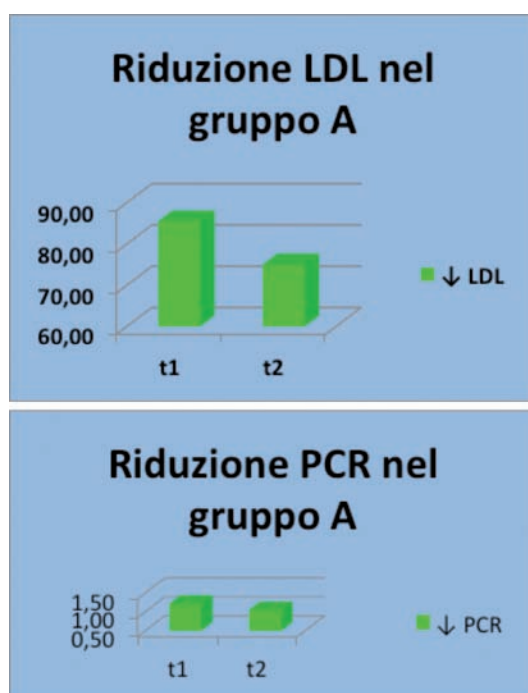 Riduzione LDL nel
gruppo A
90,00
80,00
70,00
60,00
t1 t2
↓ LDL
Riduzione PCR nel
gruppo A
1,50
1,00
0,50
t1 t2
↓ PCR